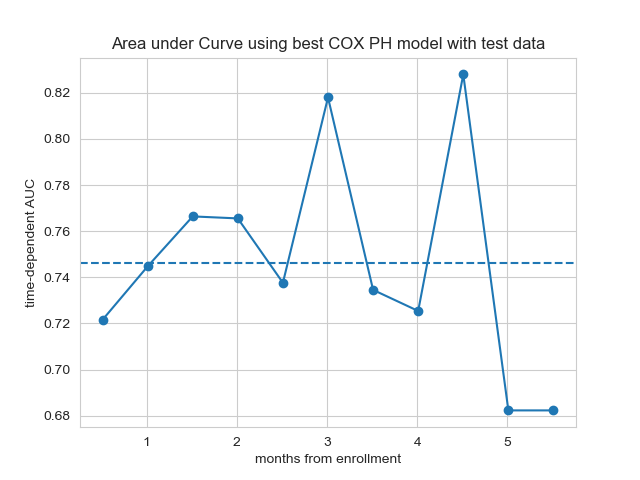 Area under Curve using best COX PH model with test data
time-dependent AUC
0.82
0.80
0.78
0.76
0.74
0.72
0.70
0.68
1 2 3 4 5
months from enrollment